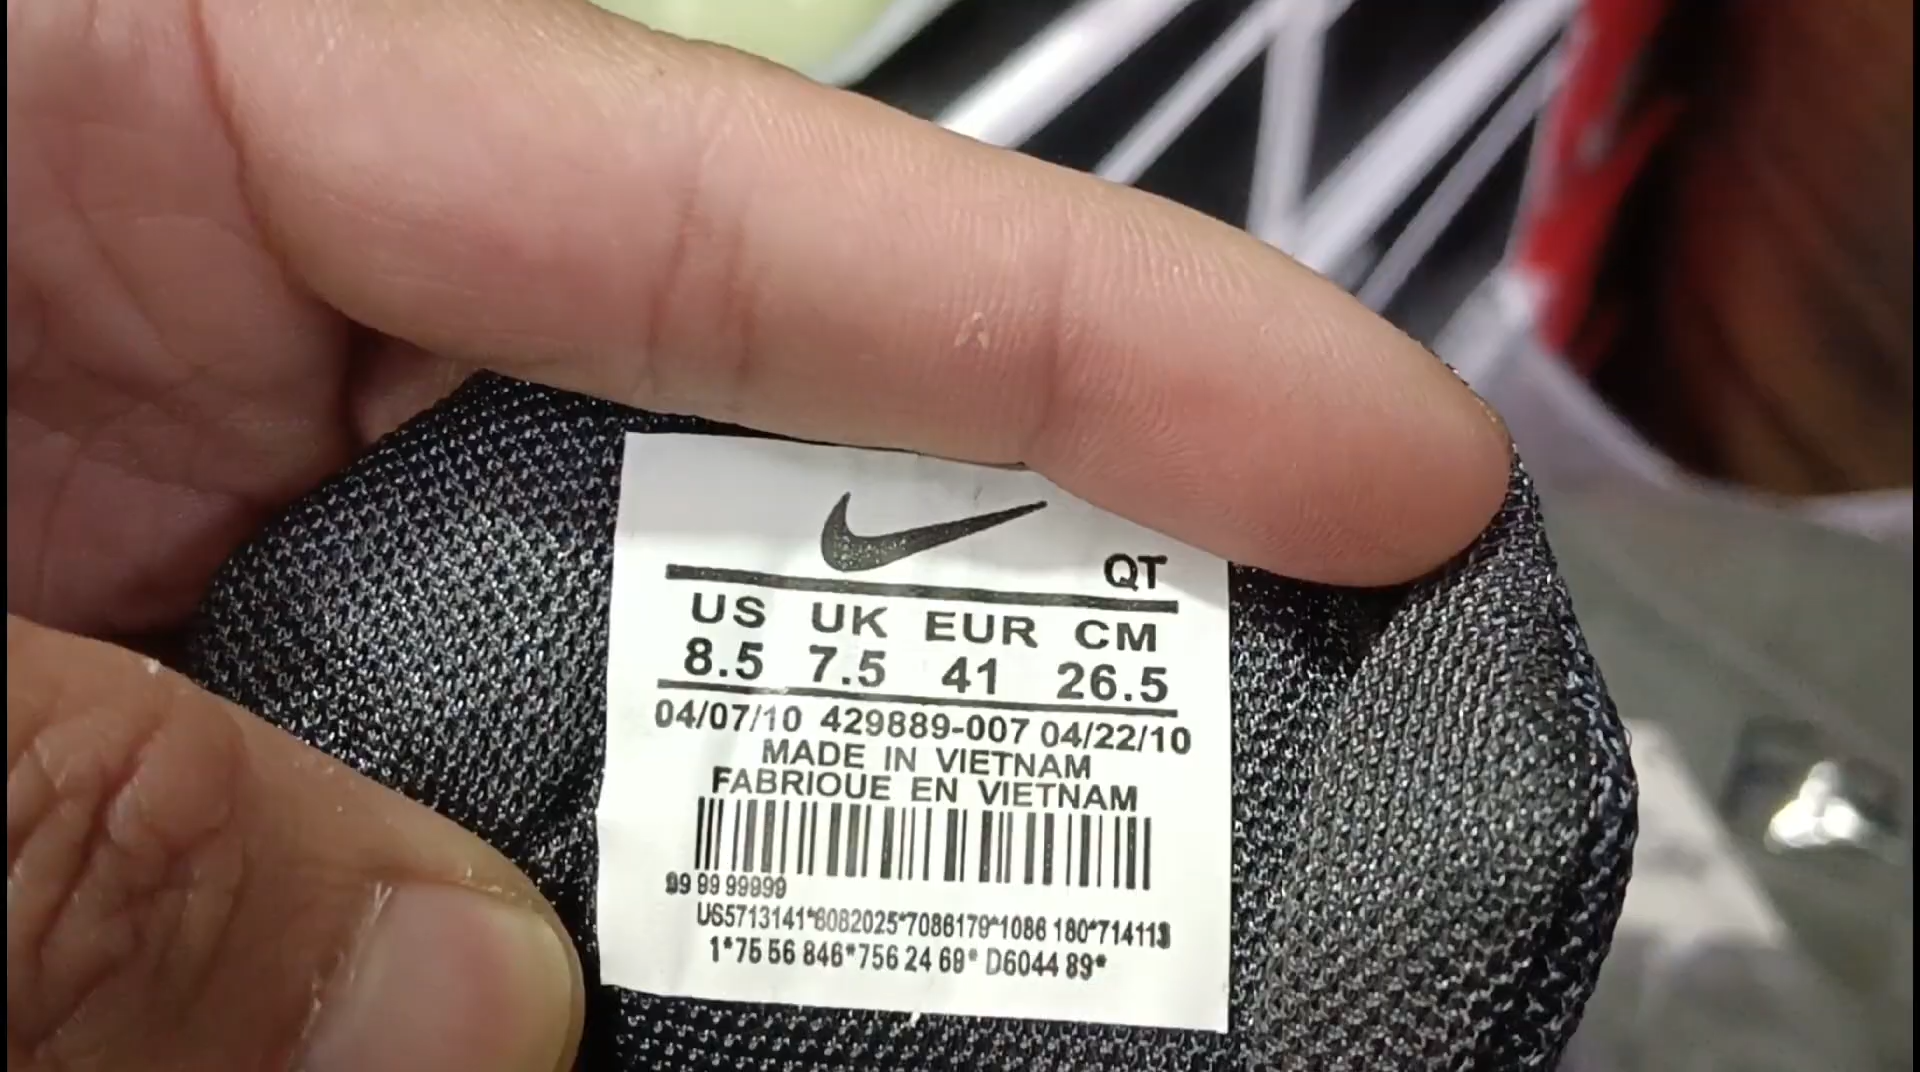 QT
US UK EUR CM
8.5 7.5 41 26.5
04/07/10 429889-007 04/22/10
MADE IN VIETNAM
FABRIQUE EN VIETNAM
99 99 99999
US5713141*6082025*7086179*1086 180*714113
1*75 56 846*756 24 69* D6044 89*